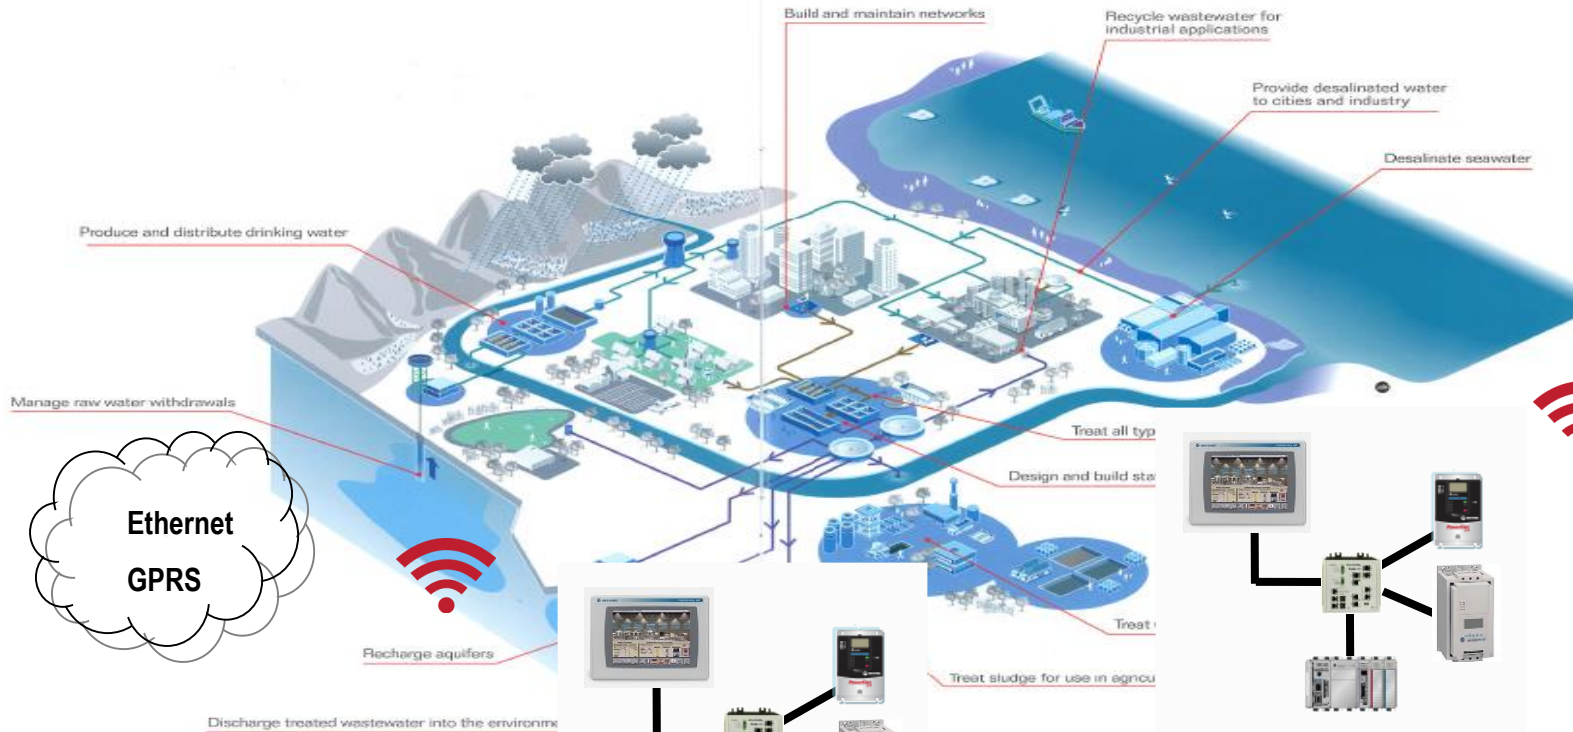 Build and maintain networks
Recycle wastewater for
industrial applications
Provide desalinated water
to cities and industry
Desalinate seawater
Produce and distribute drinking water
Manage raw water withdrawals
Ethernet
GPRS
Treat all typ
Design and build sta
Treat
Recharge aquifers
Treat sludge for use in agricu
Discharge treated wastewater into the environme